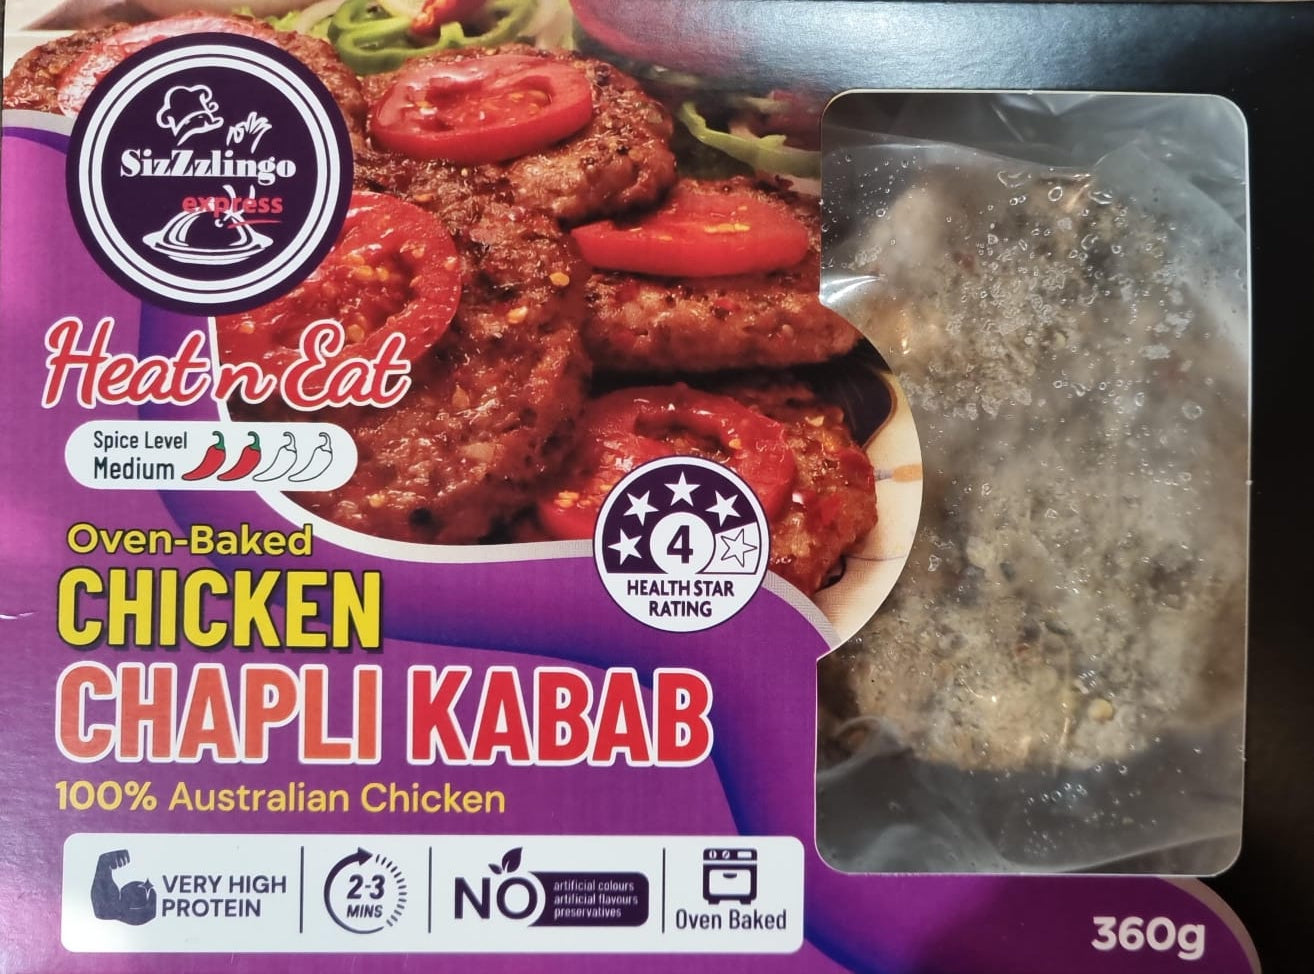 SizZzlingo
express
Heat n Eat
Spice Level
Medium
Oven-Baked
CHICKEN
CHAPLI KABAB
100% Australian Chicken
4
HEALTH STAR
RATING
VERY HIGH
PROTEIN
2-3
MINS
NO
artificial colours
artificial flavours
preservatives
Oven Baked
360g